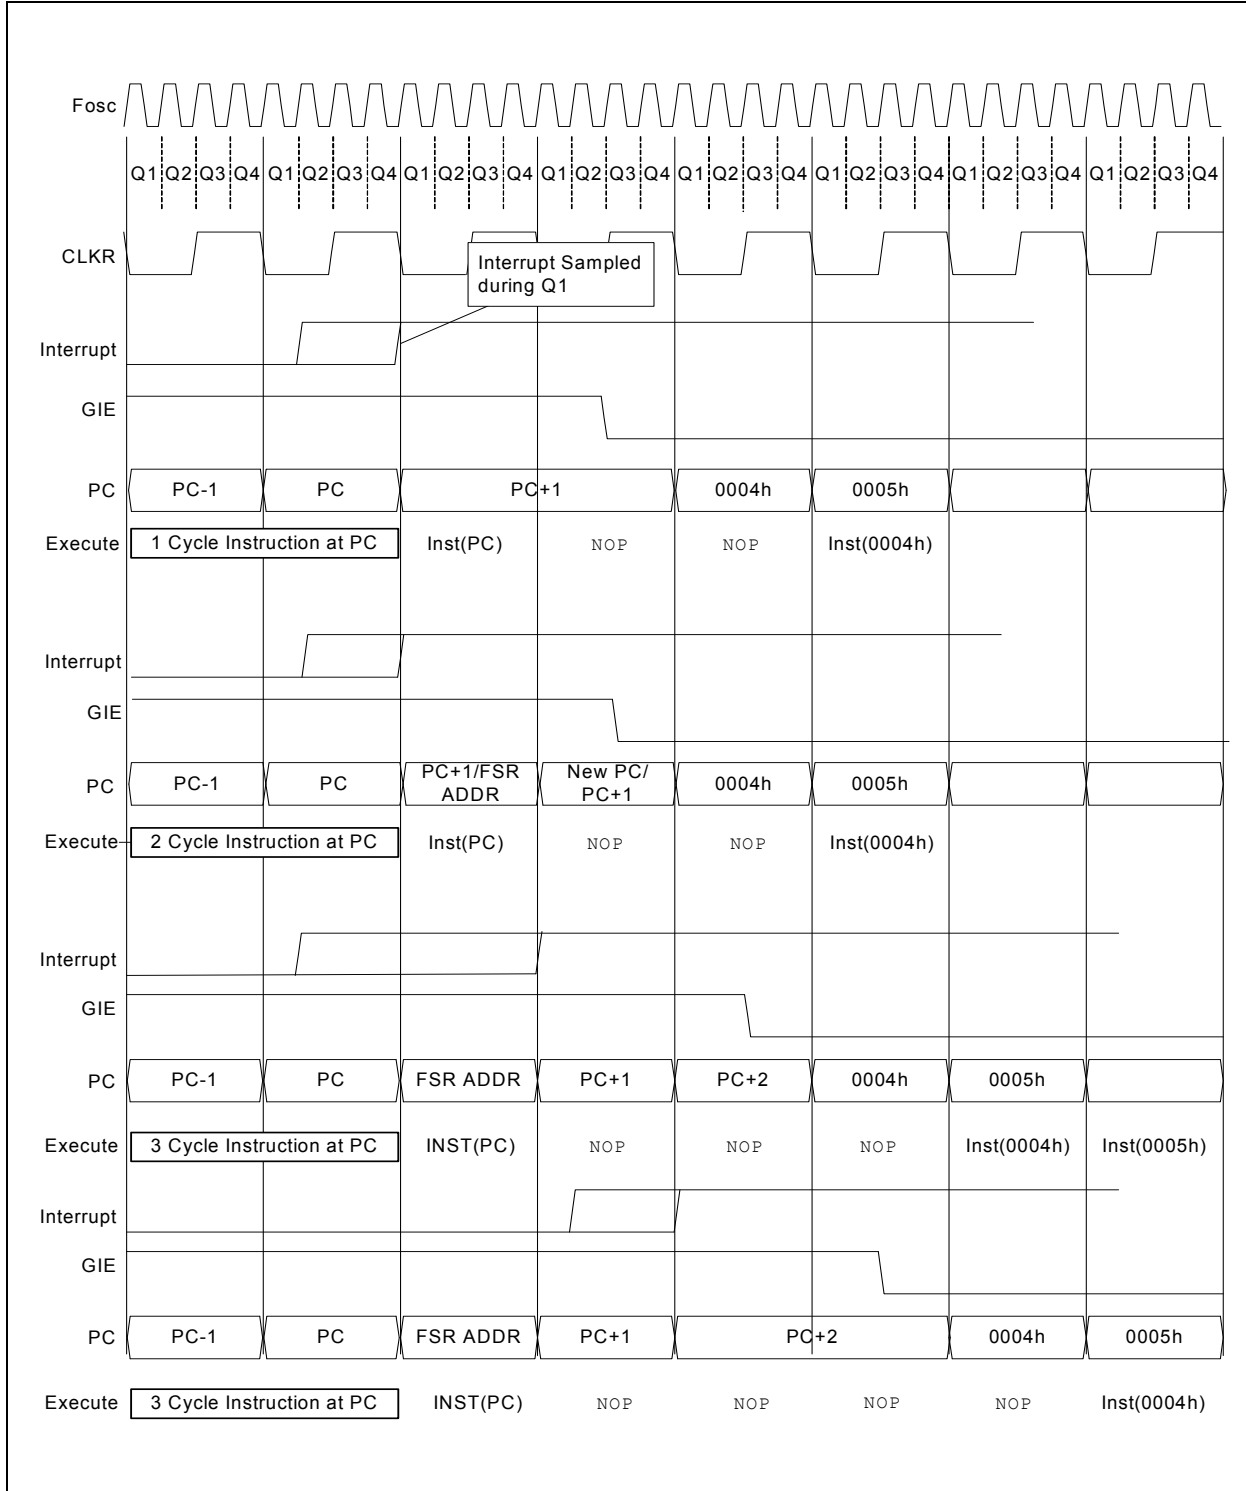 Fosc
Q1 Q2 Q3 Q4 Q1 Q2 Q3 Q4 Q1 Q2 Q3 Q4 Q1 Q2 Q3 Q4 Q1 Q2 Q3 Q4 Q1 Q2 Q3 Q4 Q1 Q2 Q3 Q4 Q1 Q2 Q3 Q4
CLKR
Interrupt Sampled
during Q1
Interrupt
GIE
PC PC-1 PC PC+1 0004h 0005h
Execute 1 Cycle Instruction at PC Inst(PC) NOP NOP Inst(0004h)
Interrupt
GIE
PC PC-1 PC PC+1/FSR ADDR New PC/ PC+1 0004h 0005h
Execute 2 Cycle Instruction at PC Inst(PC) NOP NOP Inst(0004h)
Interrupt
GIE
PC PC-1 PC FSR ADDR PC+1 PC+2 0004h 0005h
Execute 3 Cycle Instruction at PC INST(PC) NOP NOP NOP Inst(0004h) Inst(0005h)
Interrupt
GIE
PC PC-1 PC FSR ADDR PC+1 PC+2 0004h 0005h
Execute 3 Cycle Instruction at PC INST(PC) NOP NOP NOP NOP Inst(0004h)